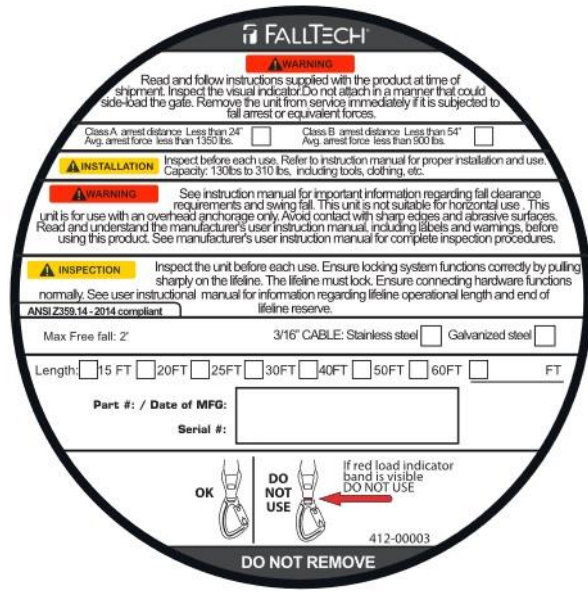 FALLTECH
WARNING
Read and follow instructions supplied with the product at time of
shipment. Inspect the visual indicator.Do not attach in a manner that could
side-load the gate. Remove the unit from service immediately if it is subjected to
fall arrest or equivalent forces.
Class A arrest distance Less than 24"
Avg. arrest force less than 1350 lbs.
Class B arrest distance Less than 54"
Avg. arrest force less than 900 lbs.
INSTALLATION Inspect before each use. Refer to instruction manual for proper installation and use.
Capacity: 130lbs to 310 lbs, including tools, clothing, etc.
WARNING See instruction manual for important information regarding fall clearance
requirements and swing fall. This unit is not suitable for horizontal use . This
unit is for use with an overhead anchorage only. Avoid contact with sharp edges and abrasive surfaces.
Read and understand the manufacturer's user instruction manual, including labels and warnings, before
using this product. See manufacturer's user instruction manual for complete inspection procedures.
INSPECTION Inspect the unit before each use. Ensure locking system functions correctly by pulling
sharply on the lifeline. The lifeline must lock. Ensure connecting hardware functions
normally. See user instructional manual for information regarding lifeline operational length and end of
lifeline reserve.
ANSI Z359.14 - 2014 compliant
Max Free fall: 2'
3/16" CABLE: Stainless steel Galvanized steel
Length: 15 FT 20FT 25FT 30FT 40FT 50FT 60FT FT
Part #: / Date of MFG:
Serial #:
OK
DO
NOT
USE
If red load indicator
band is visible
DO NOT USE
412-00003
DO NOT REMOVE